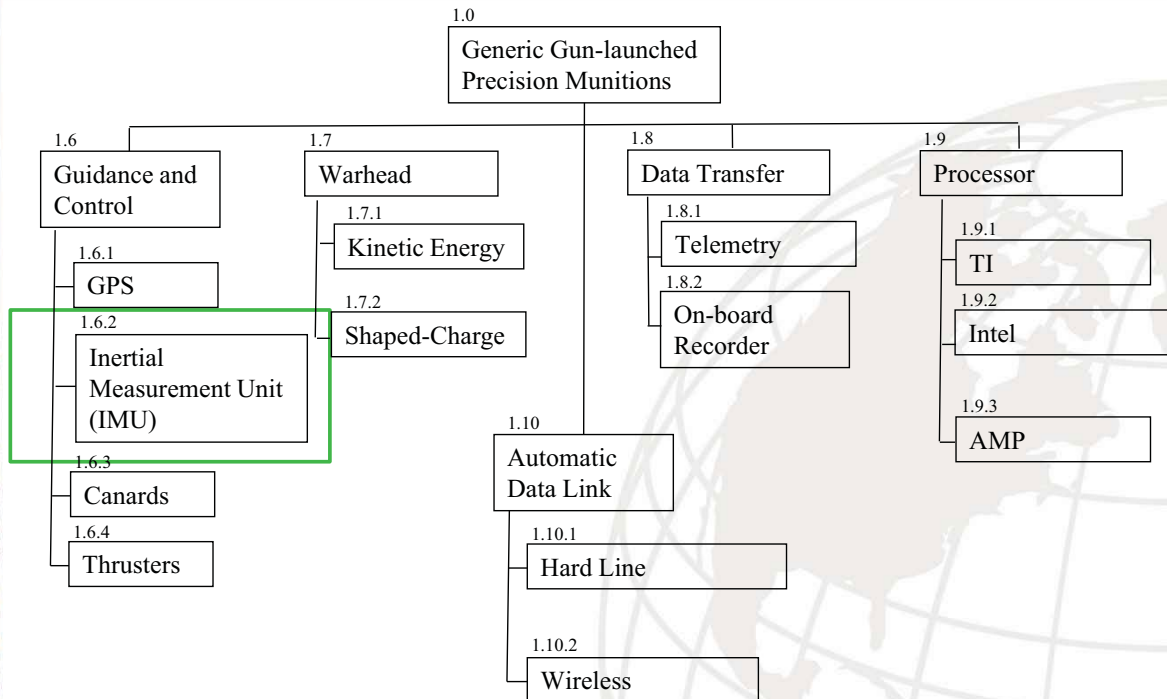 1.0
Generic Gun-launched
Precision Munitions
1.6
Guidance and
Control
1.6.1
GPS
1.6.2
Inertial
Measurement Unit
(IMU)
1.6.3
Canards
1.6.4
Thrusters
1.7
Warhead
1.7.1
Kinetic Energy
1.7.2
Shaped-Charge
1.8
Data Transfer
1.8.1
Telemetry
1.8.2
On-board
Recorder
1.9
Processor
1.9.1
TI
1.9.2
Intel
1.9.3
AMP
1.10
Automatic
Data Link
1.10.1
Hard Line
1.10.2
Wireless